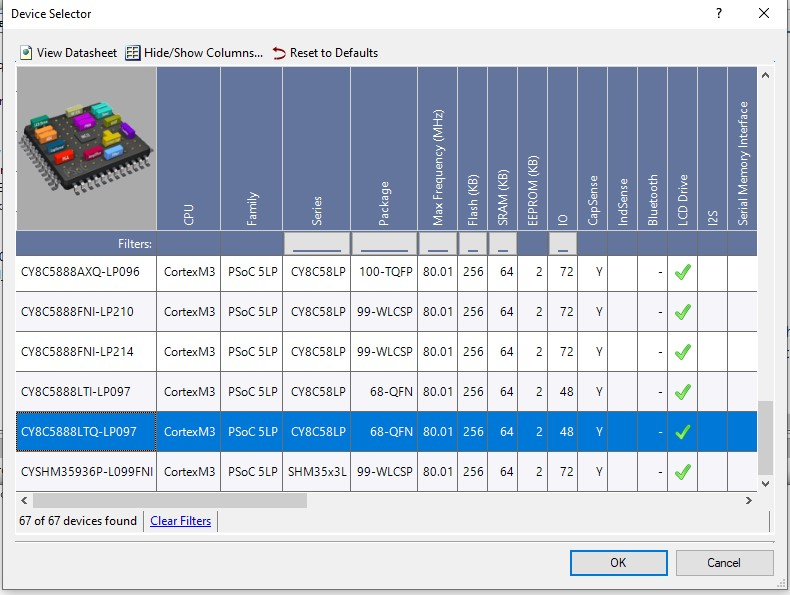 Device Selector
?
View Datasheet Hide/Show Columns... Reset to Defaults
CPU Family Series Package Max Frequency (MHz) Flash (KB) SRAM (KB) EEPROM (KB) IO CapSense IndSense Bluetooth LCD Drive I2S Serial Memory Interface
Filters:
CY8C5888AXQ-LP096 CortexM3 PSoC 5LP CY8C58LP 100-TQFP 80.01 256 64 2 72 Y -
CY8C5888FNI-LP210 CortexM3 PSoC 5LP CY8C58LP 99-WLCSP 80.01 256 64 2 72 Y -
CY8C5888FNI-LP214 CortexM3 PSoC 5LP CY8C58LP 99-WLCSP 80.01 256 64 2 72 Y -
CY8C5888LTI-LP097 CortexM3 PSoC 5LP CY8C58LP 68-QFN 80.01 256 64 2 48 Y -
CY8C5888LTQ-LP097 CortexM3 PSoC 5LP CY8C58LP 68-QFN 80.01 256 64 2 48 Y -
CYSHM35936P-L099FNI CortexM3 PSoC 5LP SHM35x3L 99-WLCSP 80.01 256 64 2 72 Y -
67 of 67 devices found Clear Filters
OK Cancel